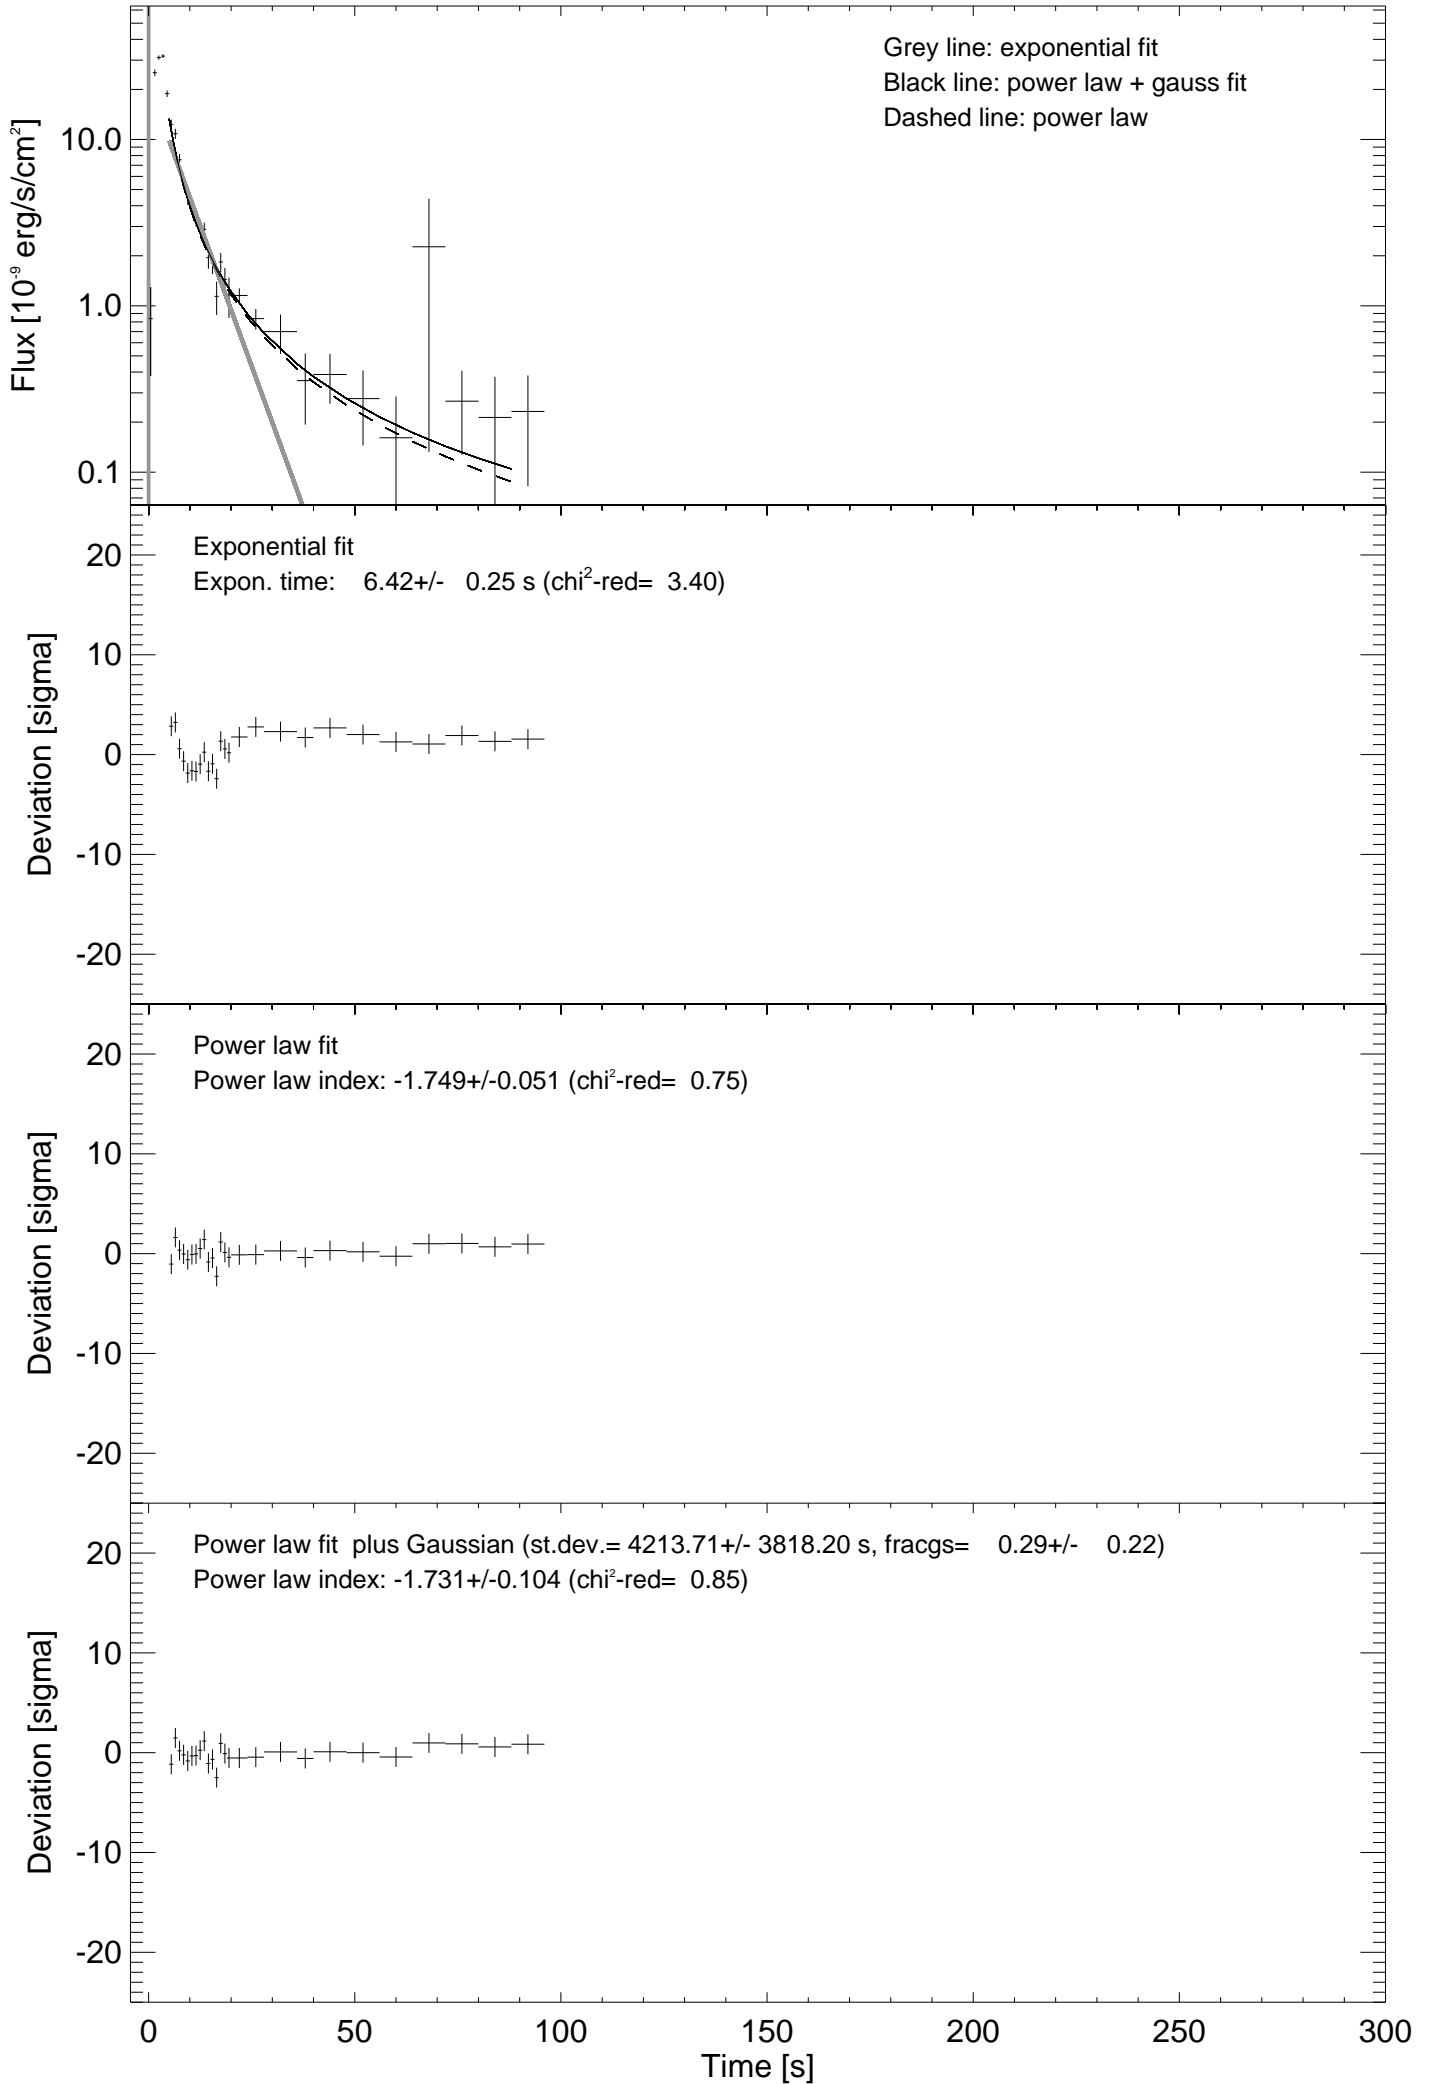 Grey line: exponential fit
Black line: power law + gauss fit
Dashed line: power law
Flux [10⁻⁹ erg/s/cm²]
10.0
1.0
0.1
Exponential fit
Expon. time: 6.42+/- 0.25 s (chi²-red= 3.40)
Deviation [sigma]
20
10
0
-10
-20
Power law fit
Power law index: -1.749+/-0.051 (chi²-red= 0.75)
Deviation [sigma]
20
10
0
-10
-20
Power law fit plus Gaussian (st.dev.= 4213.71+/- 3818.20 s, fracgs= 0.29+/- 0.22)
Power law index: -1.731+/-0.104 (chi²-red= 0.85)
Deviation [sigma]
20
10
0
-10
-20
0 50 100 150 200 250 300
Time [s]